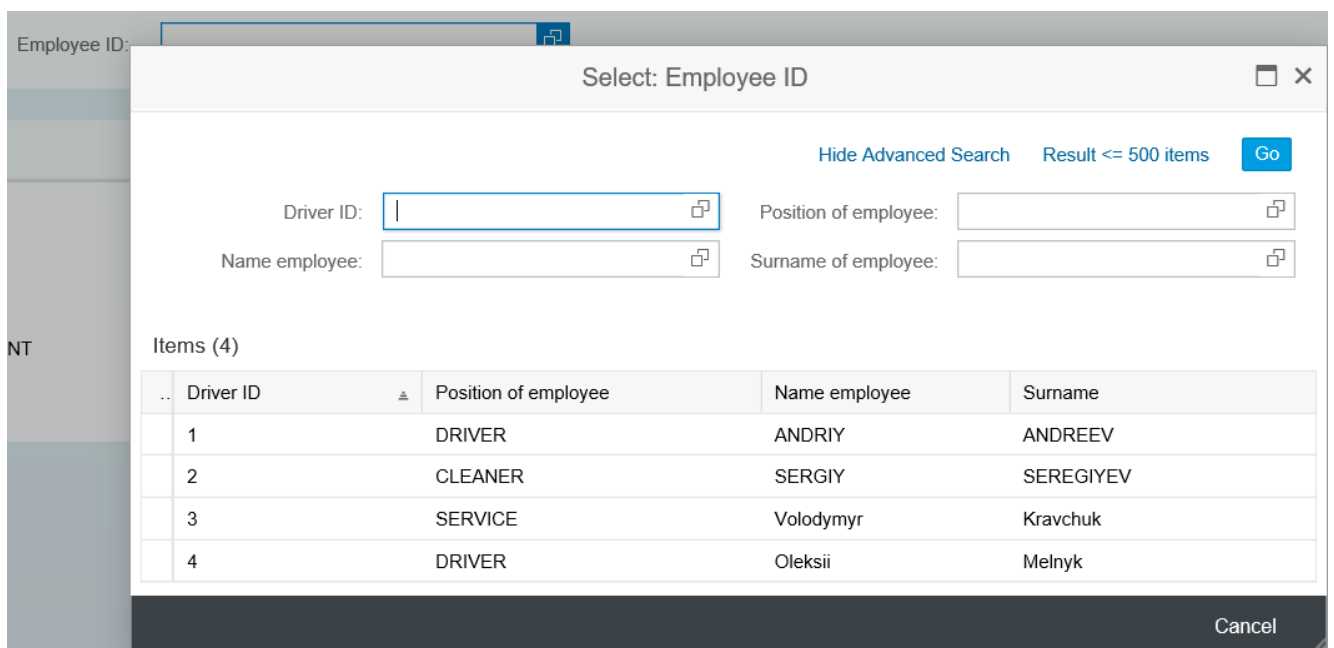 Employee ID:
Select: Employee ID
Hide Advanced Search Result <= 500 items Go
Driver ID: Position of employee:
Name employee: Surname of employee:
NT
Items (4)
.. Driver ID Position of employee Name employee Surname
1 DRIVER ANDRIY ANDREEV
2 CLEANER SERGIY SEREGIYEV
3 SERVICE Volodymyr Kravchuk
4 DRIVER Oleksii Melnyk
Cancel